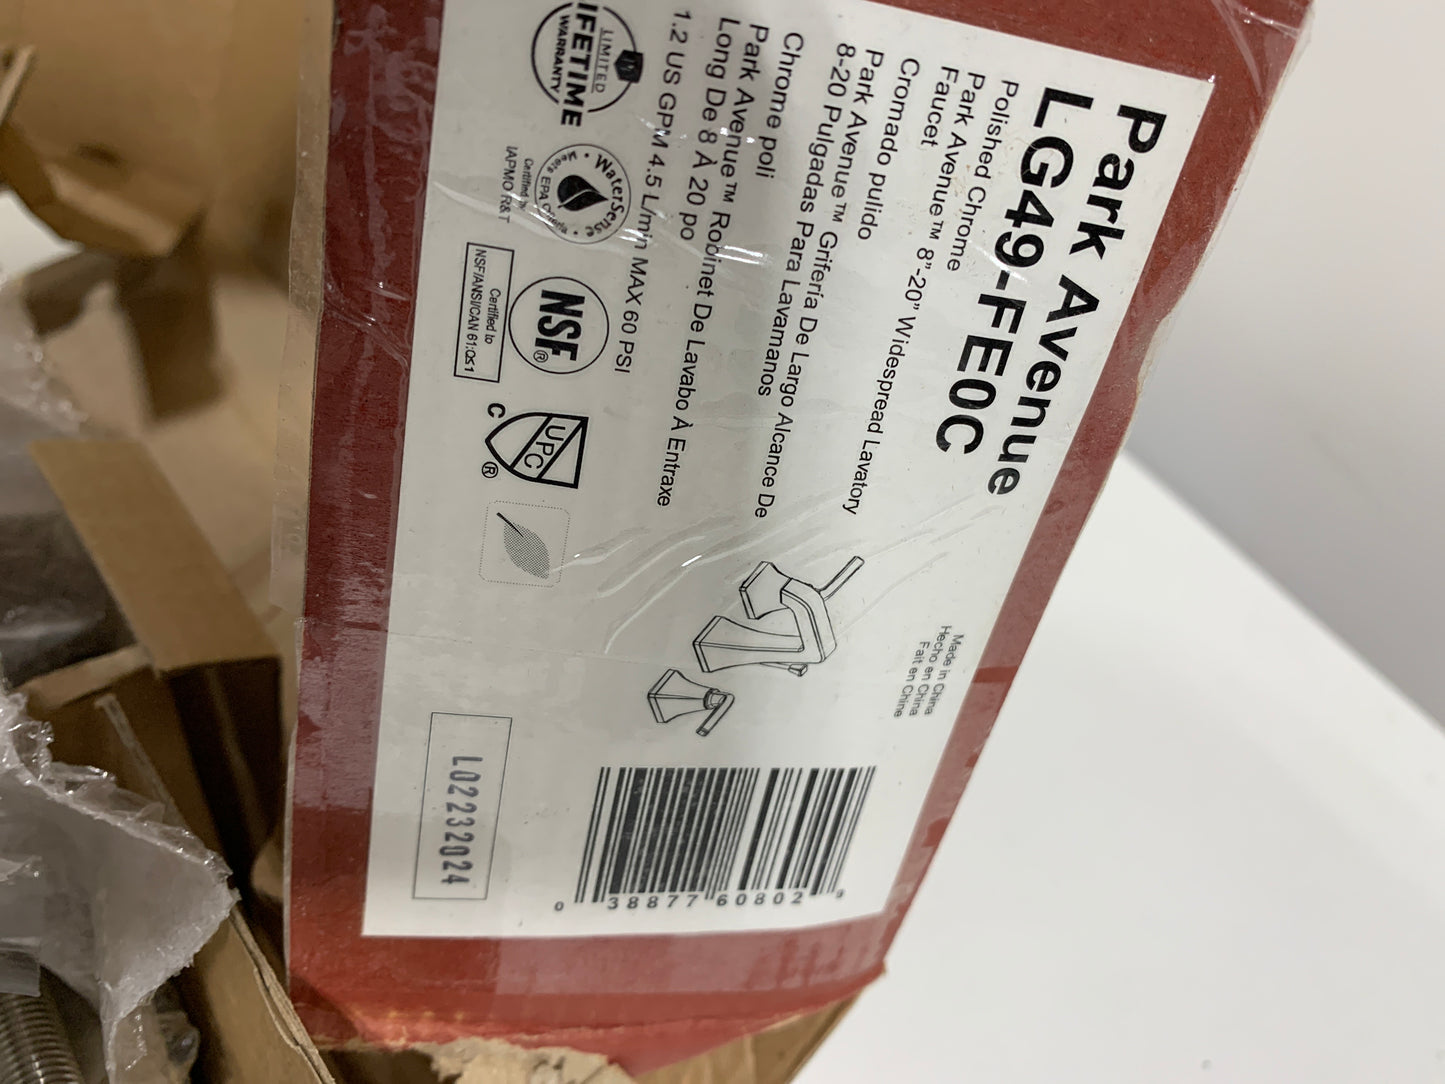 Park Avenue
LG49-FE0C
Polished Chrome
Park Avenue™ 8"-20" Widespread Lavatory
Faucet
Cromado pulido
Park Avenue™ Grifería De Largo Alcance De
8-20 Pulgadas Para Lavamanos
Chrome poli
Park Avenue™ Robinet De Lavabo À Entraxe
Long De 8 À 20 po
1.2 US GPM 4.5 L/min MAX 60 PSI
LIMITED
LIFETIME
WARRANTY
WaterSense
Meets EPA Criteria
Certified by
IAPMO R&T
NSF®
Certified to
NSF/ANSI/CAN 61:Q≤1
UPC
C ®
Made in China
Hecho en China
Fait en Chine
L02232024
0 38877 60802 9